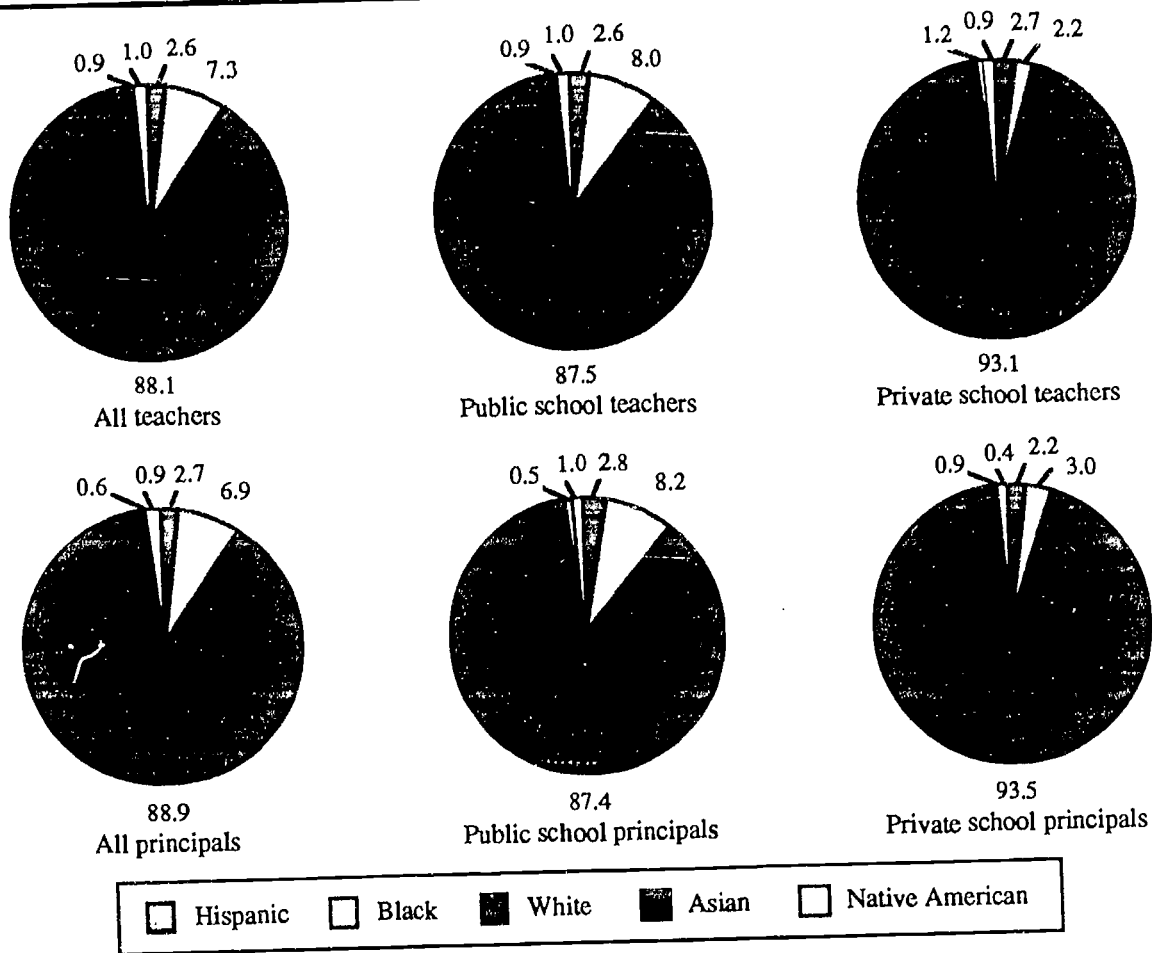 0.9 1.0 2.6 7.3
0.9 1.0 2.6 8.0
1.2 0.9 2.7 2.2
88.1
All teachers
87.5
Public school teachers
93.1
Private school teachers
0.6 0.9 2.7 6.9
0.5 1.0 2.8 8.2
0.9 0.4 2.2 3.0
88.9
All principals
87.4
Public school principals
93.5
Private school principals
Hispanic Black White Asian Native American